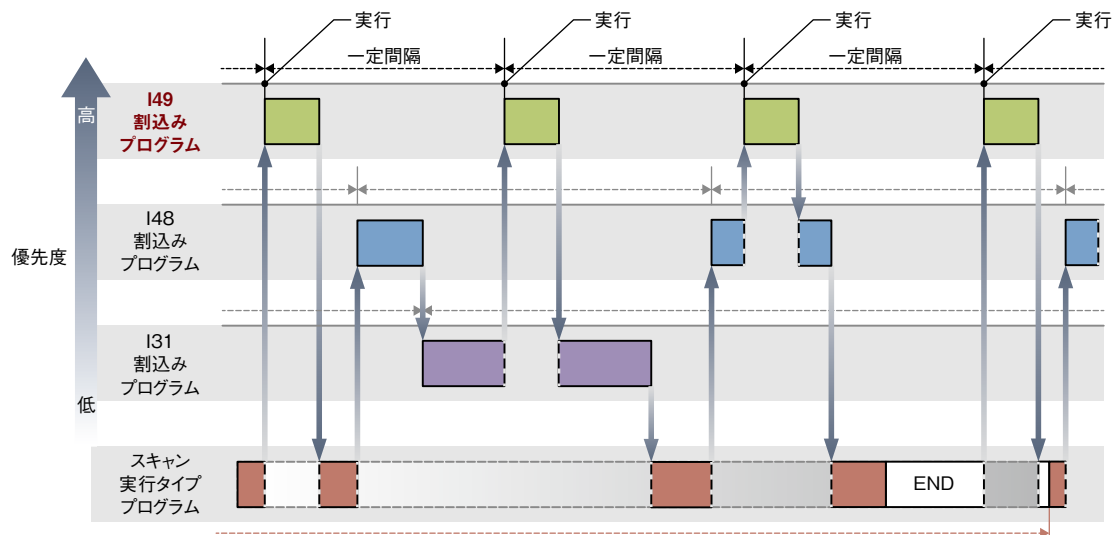 実行
実行
実行
実行
一定間隔
一定間隔
一定間隔
高
I49
割込み
プログラム
I48
割込み
プログラム
優先度
I31
割込み
プログラム
低
スキャン
実行タイプ
プログラム
END